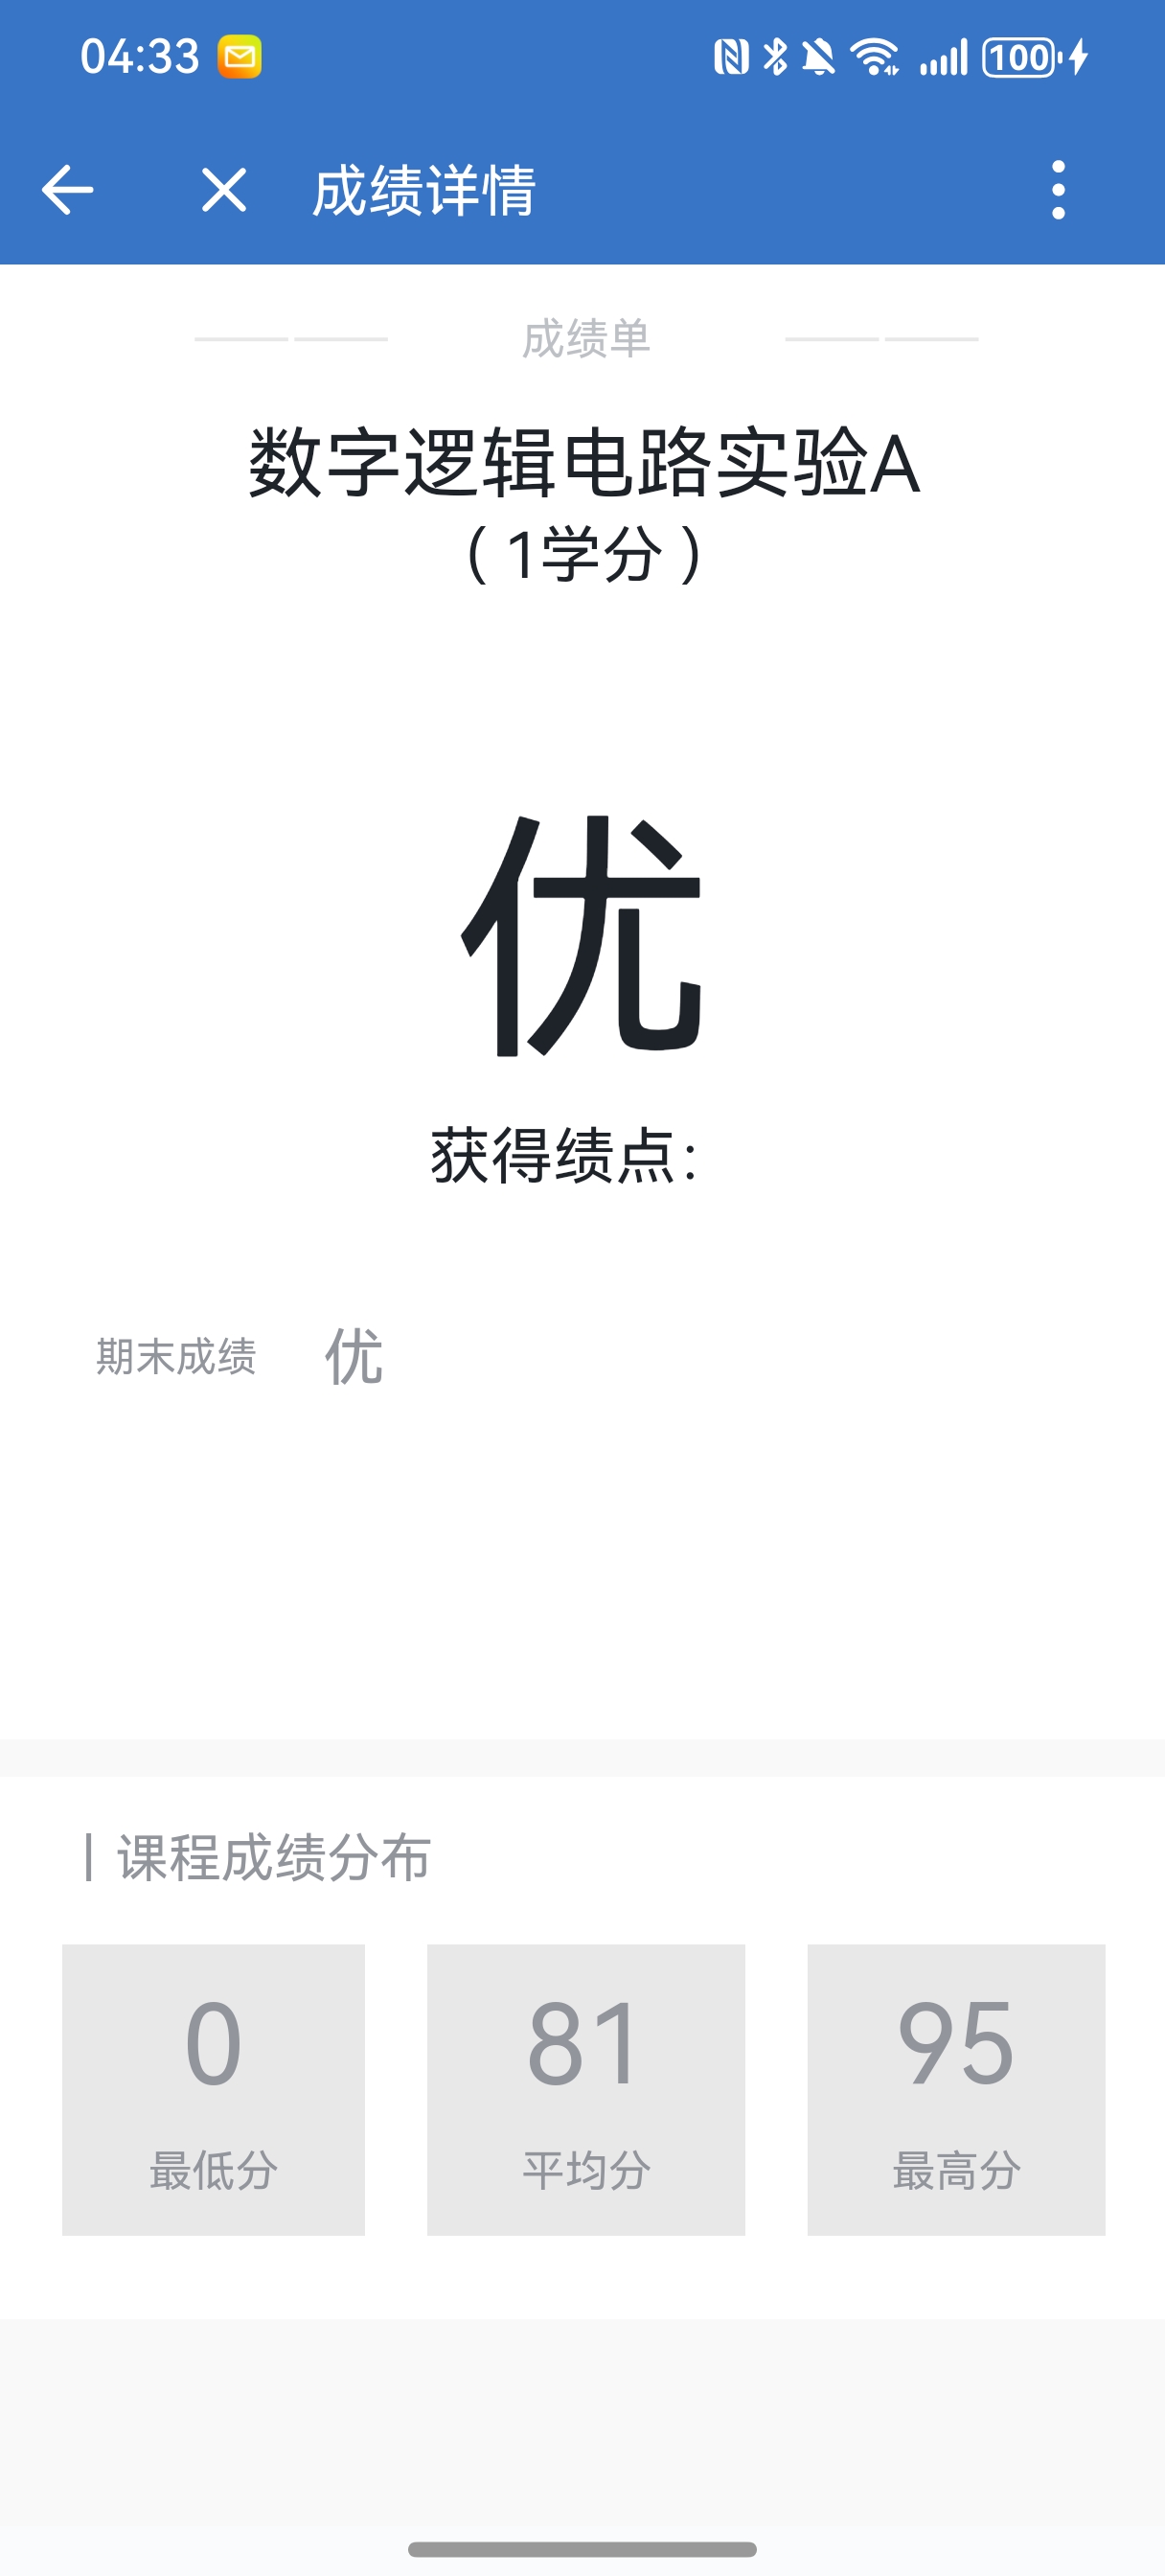 04:33
100
成绩详情
成绩单
数字逻辑电路实验A
（1学分）
优
获得绩点：
期末成绩 优
课程成绩分布
0 81 95
最低分 平均分 最高分